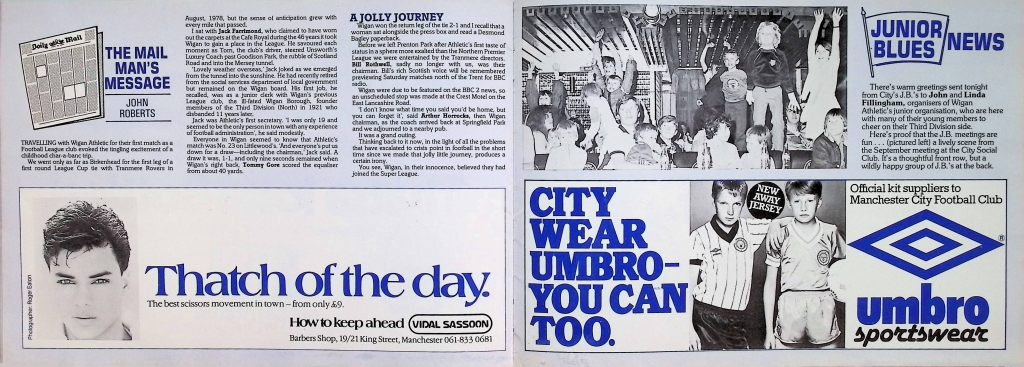 Daily Mail
THE MAIL
MAN'S
MESSAGE
JOHN
ROBERTS
TRAVELLING with Wigan Athletic for their first match as a
Football League club evoked the tingling excitement of a
childhood char-a-banc trip.
We went only as far as Birkenhead for the first leg of a
first round League Cup tie with Tranmere Rovers in
August, 1978, but the sense of anticipation grew with
every mile that passed.
I sat with Jack Farrimond, who claimed to have worn
out the carpets at the Cafe Royal during the 46 years it took
Wigan to gain a place in the League. He savoured each
moment as Tom, the club's driver, steered Unsworth's
Luxury Coach past Goodison Park, the rubble of Scotland
Road and into the Mersey tunnel.
'Lovely weather overseas,' Jack joked as we emerged
from the tunnel into the sunshine. He had recently retired
from the social services department of local government
but remained on the Wigan board. His first job, he
recalled, was as a junior clerk with Wigan's previous
League club, the ill-fated Wigan Borough, founder
members of the Third Division (North) in 1921 who
disbanded 11 years later.
Jack was Athletic's first secretary. 'I was only 19 and
seemed to be the only person in town with any experience
of football administration', he said modestly.
Everyone in Wigan seemed to know that Athletic's
match was No. 23 on Littlewood's. 'And everyone's put us
down for a draw—including the chairman,' Jack said. A
draw it was, 1-1, and only nine seconds remained when
Wigan's right back, Tommy Gore scored the equaliser
from about 40 yards.
A JOLLY JOURNEY
Wigan won the return leg of the tie 2-1 and I recall that a
woman sat alongside the press box and read a Desmond
Bagley paperback.
Before we left Prenton Park after Athletic's first taste of
status in a sphere more exalted than the Northern Premier
League we were entertained by the Tranmere directors.
Bill Bothwell, sadly no longer with us, was their
chairman. Bill's rich Scottish voice will be remembered
previewing Saturday matches north of the Trent for BBC
radio.
Wigan were due to be featured on the BBC 2 news, so
an unscheduled stop was made at the Crest Motel on the
East Lancashire Road.
'I don't know what time you said you'd be home, but
you can forget it', said Arthur Horrocks, then Wigan
chairman, as the coach arrived back at Springfield Park
and we adjourned to a nearby pub.
It was a grand outing.
Thinking back to it now, in the light of all the problems
that have escalated to crisis point in football in the short
time since we made that jolly little journey, produces a
certain irony.
You see, Wigan, in their innocence, believed they had
joined the Super League.
Photographer: Roger Eaton
Thatch of the day.
The best scissors movement in town – from only £9.
How to keep ahead VIDAL SASSOON
Barbers Shop, 19/21 King Street, Manchester 061-833 0681
JUNIOR
BLUES NEWS
There's warm greetings sent tonight
from City's J.B.'s to John and Linda
Fillingham, organisers of Wigan
Athletic's junior organisation, who are here
with many of their young members to
cheer on their Third Division side.
Here's proof that the J.B. meetings are
fun . . . (pictured left) a lively scene from
the September meeting at the City Social
Club. It's a thoughtful front row, but a
wildly happy group of J.B.'s at the back.
CITY
WEAR
UMBRO–
YOU CAN
TOO.
NEW
AWAY
JERSEY
Official kit suppliers to
Manchester City Football Club
®
umbro
sportswear